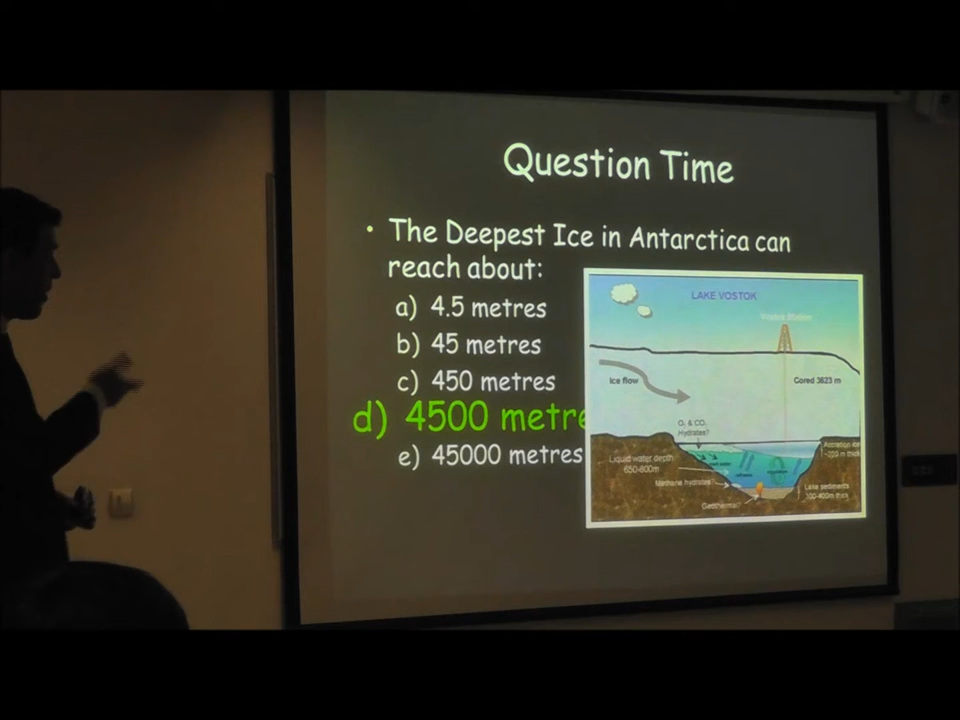 Question Time
• The Deepest Ice in Antarctica can
reach about:
a) 4.5 metres
b) 45 metres
c) 450 metres
d) 4500 metre
e) 45000 metres
LAKE VOSTOK
Vostok Station
Ice flow
Cored 3623 m
O₂ & CO₂
Hydrates?
Liquid water depth
650-800m
Methane hydrates?
Geothermal?
Accretion ice
~200 m thick
Lake sediments
100-400m thick